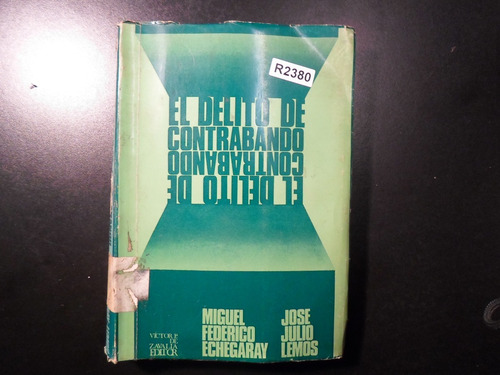 R2380
EL DELITO DE
CONTRABANDO
CONTRABANDO
EL DELITO DE
MIGUEL
FEDERICO
ECHEGARAY
JOSE
JULIO
LEMOS
VICTOR P.
DE
ZAVALIA
EDITOR